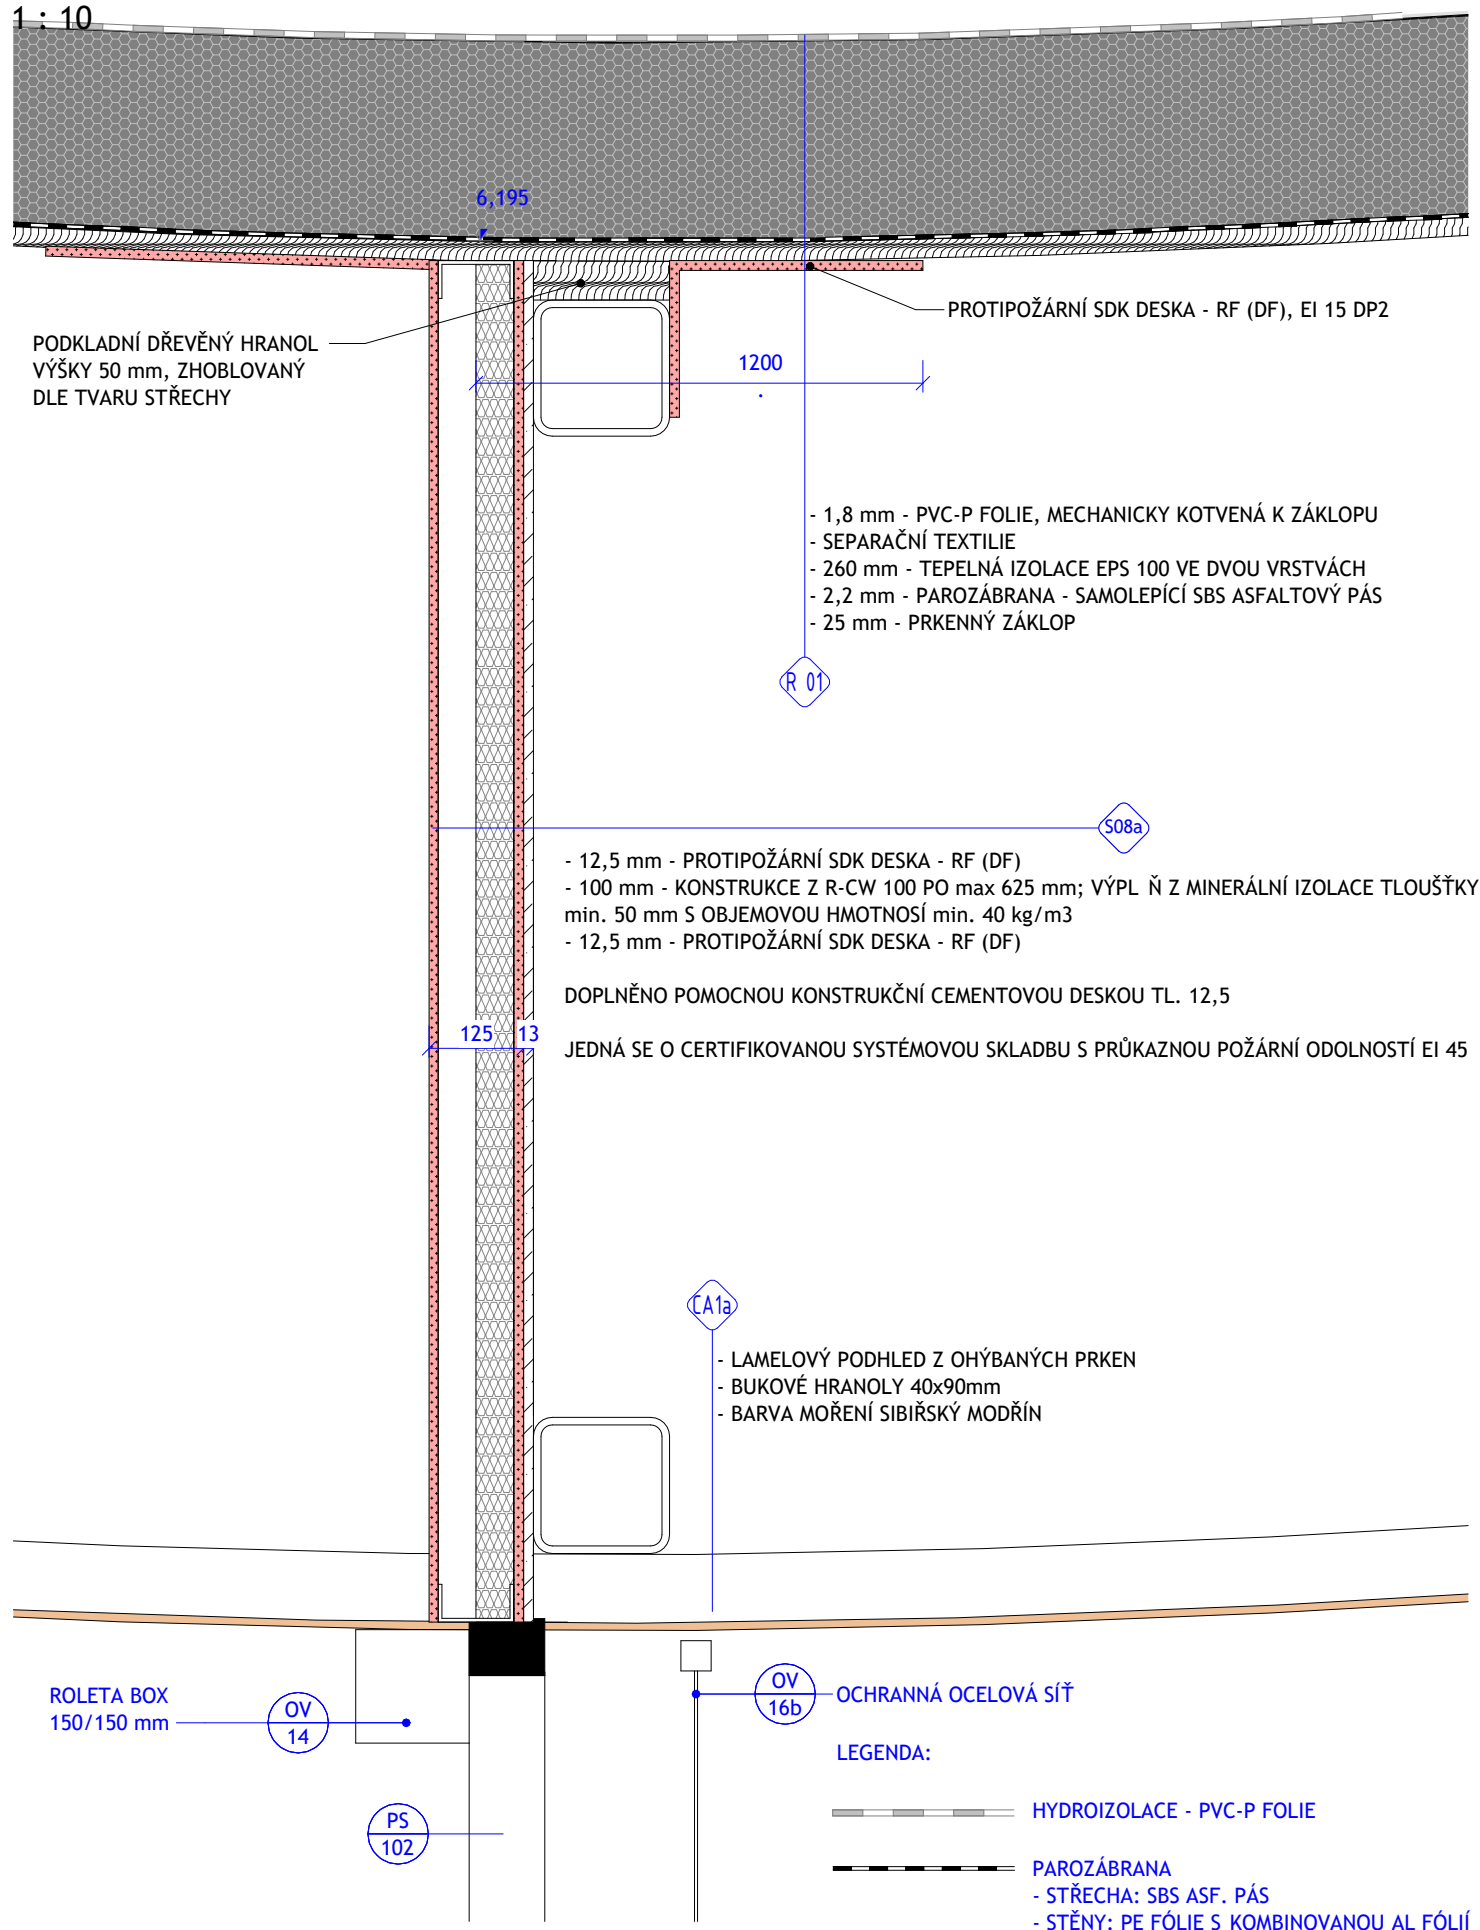 1 : 10
6,195
PODKLADNÍ DŘEVĚNÝ HRANOL
VÝŠKY 50 mm, ZHOBLOVANÝ
DLE TVARU STŘECHY
PROTIPOŽÁRNÍ SDK DESKA - RF (DF), EI 15 DP2
1200
- 1,8 mm - PVC-P FOLIE, MECHANICKY KOTVENÁ K ZÁKLOPU
- SEPARAČNÍ TEXTILIE
- 260 mm - TEPELNÁ IZOLACE EPS 100 VE DVOU VRSTVÁCH
- 2,2 mm - PAROZÁBRANA - SAMOLEPÍCÍ SBS ASFALTOVÝ PÁS
- 25 mm - PRKENNÝ ZÁKLOP
R 01
S08a
- 12,5 mm - PROTIPOŽÁRNÍ SDK DESKA - RF (DF)
- 100 mm - KONSTRUKCE Z R-CW 100 PO max 625 mm; VÝPL Ň Z MINERÁLNÍ IZOLACE TLOUŠŤKY
min. 50 mm S OBJEMOVOU HMOTNOSÍ min. 40 kg/m3
- 12,5 mm - PROTIPOŽÁRNÍ SDK DESKA - RF (DF)
DOPLNĚNO POMOCNOU KONSTRUKČNÍ CEMENTOVOU DESKOU TL. 12,5
125 13
JEDNÁ SE O CERTIFIKOVANOU SYSTÉMOVOU SKLADBU S PRŮKAZNOU POŽÁRNÍ ODOLNOSTÍ EI 45
CA1a
- LAMELOVÝ PODHLED Z OHÝBANÝCH PRKEN
- BUKOVÉ HRANOLY 40x90mm
- BARVA MOŘENÍ SIBIŘSKÝ MODŘÍN
ROLETA BOX
150/150 mm
OV
14
OV
16b
OCHRANNÁ OCELOVÁ SÍŤ
LEGENDA:
HYDROIZOLACE - PVC-P FOLIE
PS
102
PAROZÁBRANA
- STŘECHA: SBS ASF. PÁS
- STĚNY: PE FÓLIE S KOMBINOVANOU AL FÓLIÍ